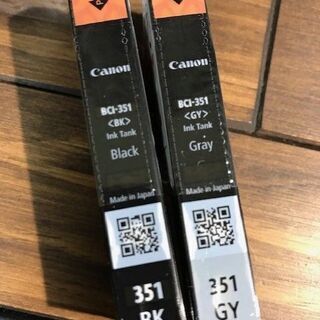 Canon
BCI-351
<BK>
Ink Tank
Black
Made in Japan
351
BK
Canon
BCI-351
<GY>
Ink Tank
Gray
Made in Japan
351
GY